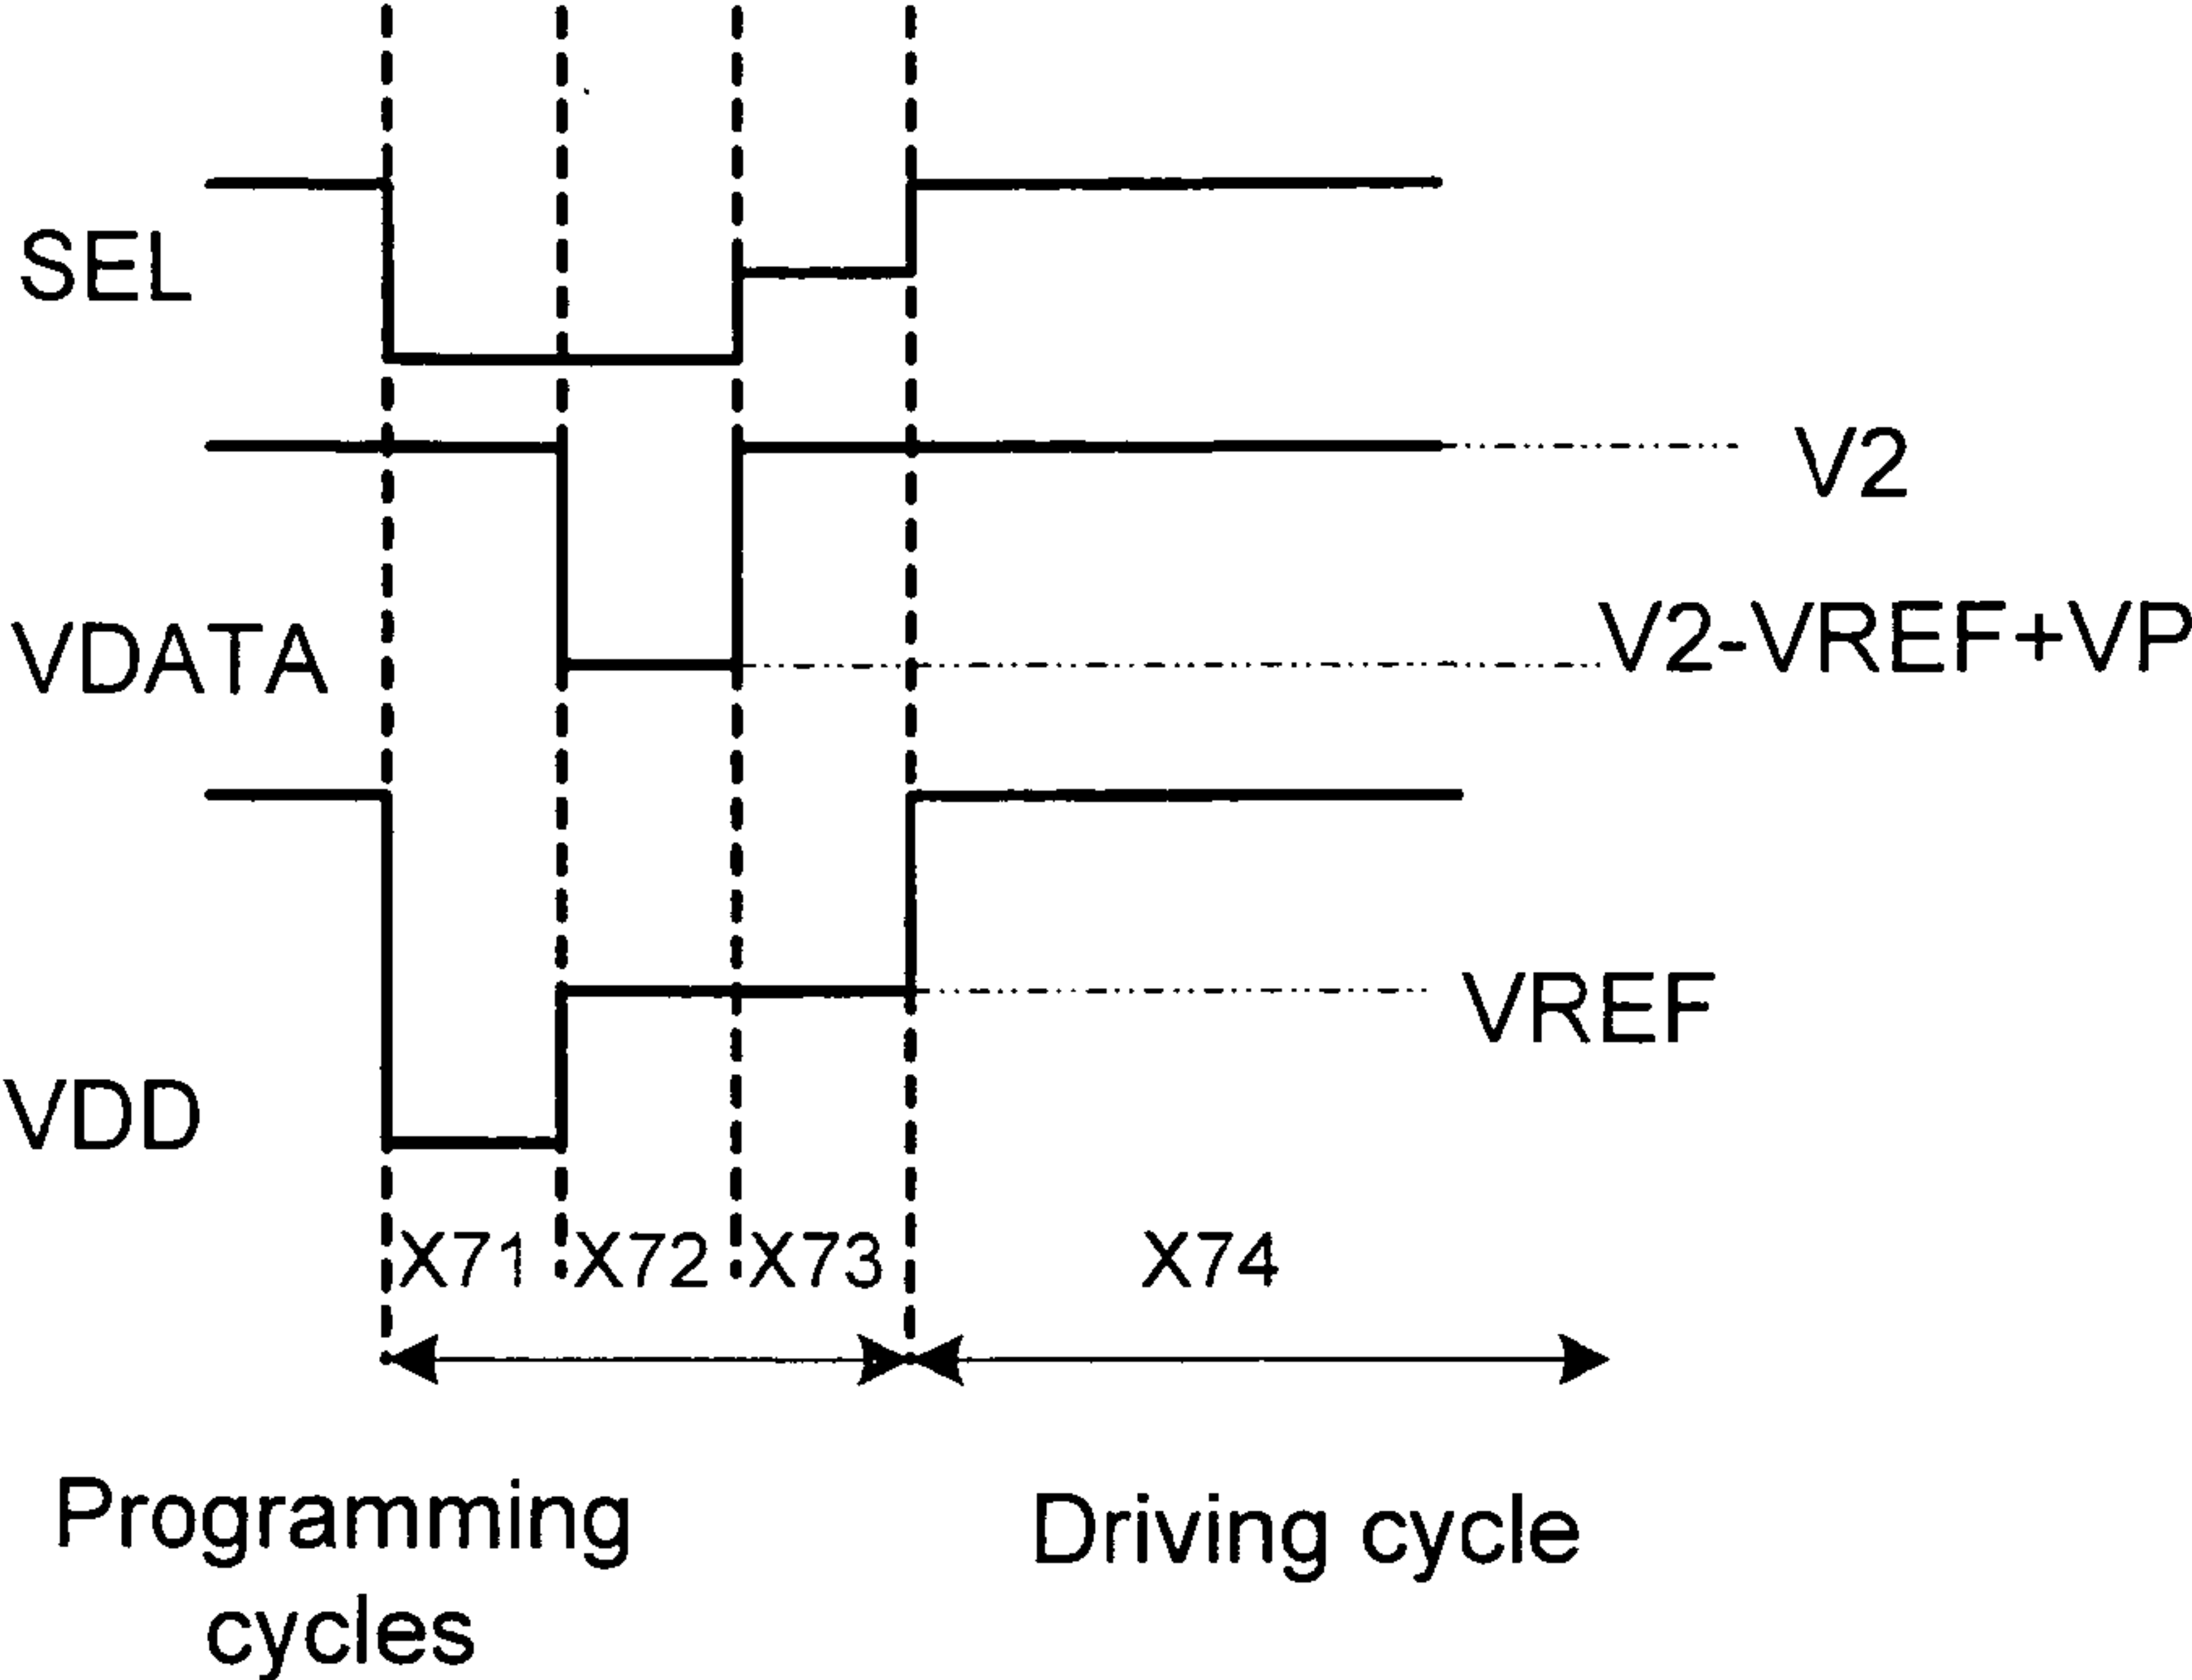 SEL
V2
VDATA
V2-VREF+VP
VREF
VDD
X71 X72 X73 X74
Programming
cycles
Driving cycle